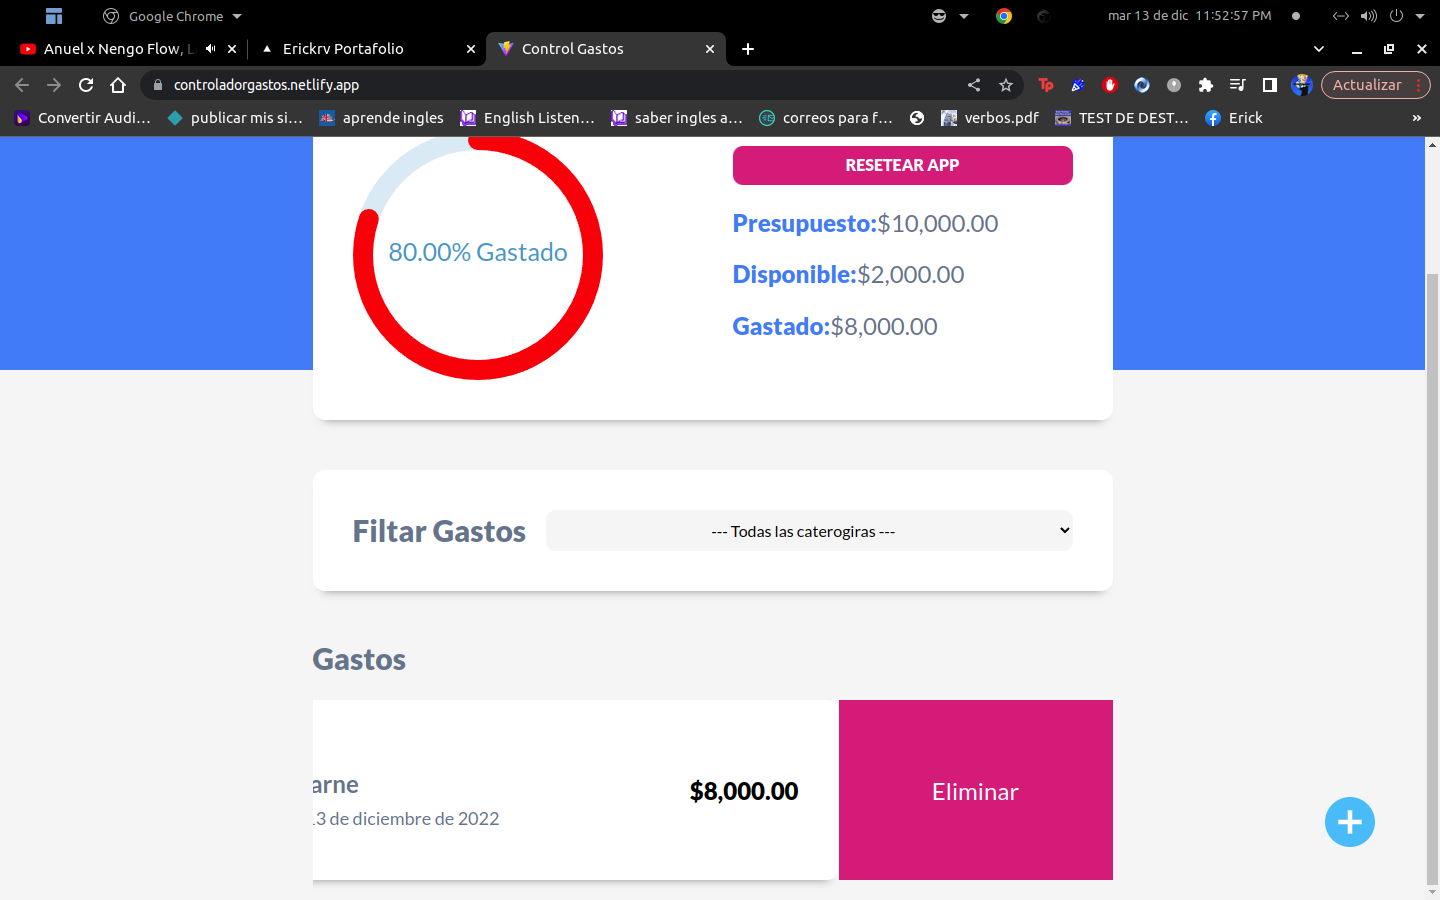 Google Chrome
mar 13 de dic 11:52:57 PM
Anuel x Nengo Flow, L
Erickrv Portafolio
Control Gastos
controladorgastos.netlify.app
Actualizar
Convertir Audi…
publicar mis si…
aprende ingles
English Listen…
saber ingles a…
correos para f…
verbos.pdf
TEST DE DEST…
Erick
»
RESETEAR APP
80.00% Gastado
Presupuesto:$10,000.00
Disponible:$2,000.00
Gastado:$8,000.00
Filtar Gastos
--- Todas las caterogiras ---
Gastos
arne
13 de diciembre de 2022
$8,000.00
Eliminar